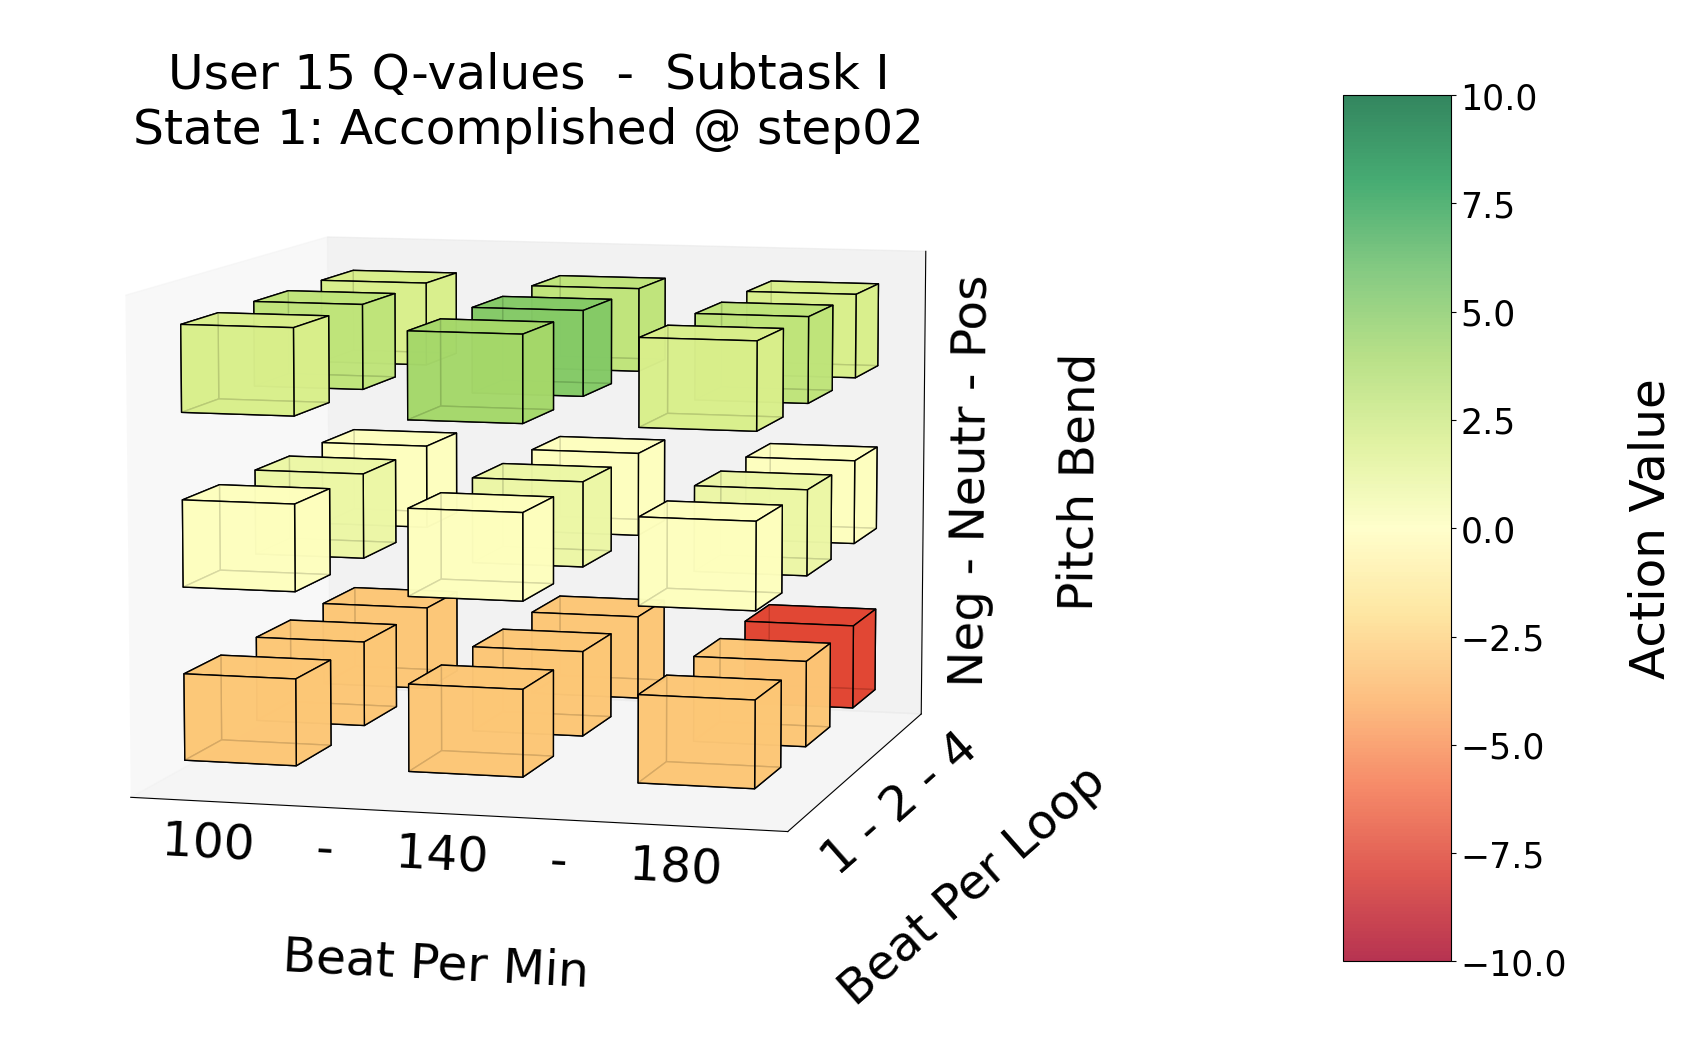 User 15 Q-values - Subtask I
State 1: Accomplished @ step02
Neg - Neutr - Pos
Pitch Bend
1 - 2 - 4
Beat Per Loop
100 - 140 - 180
Beat Per Min
10.0
7.5
5.0
2.5
0.0
−2.5
−5.0
−7.5
−10.0
Action Value